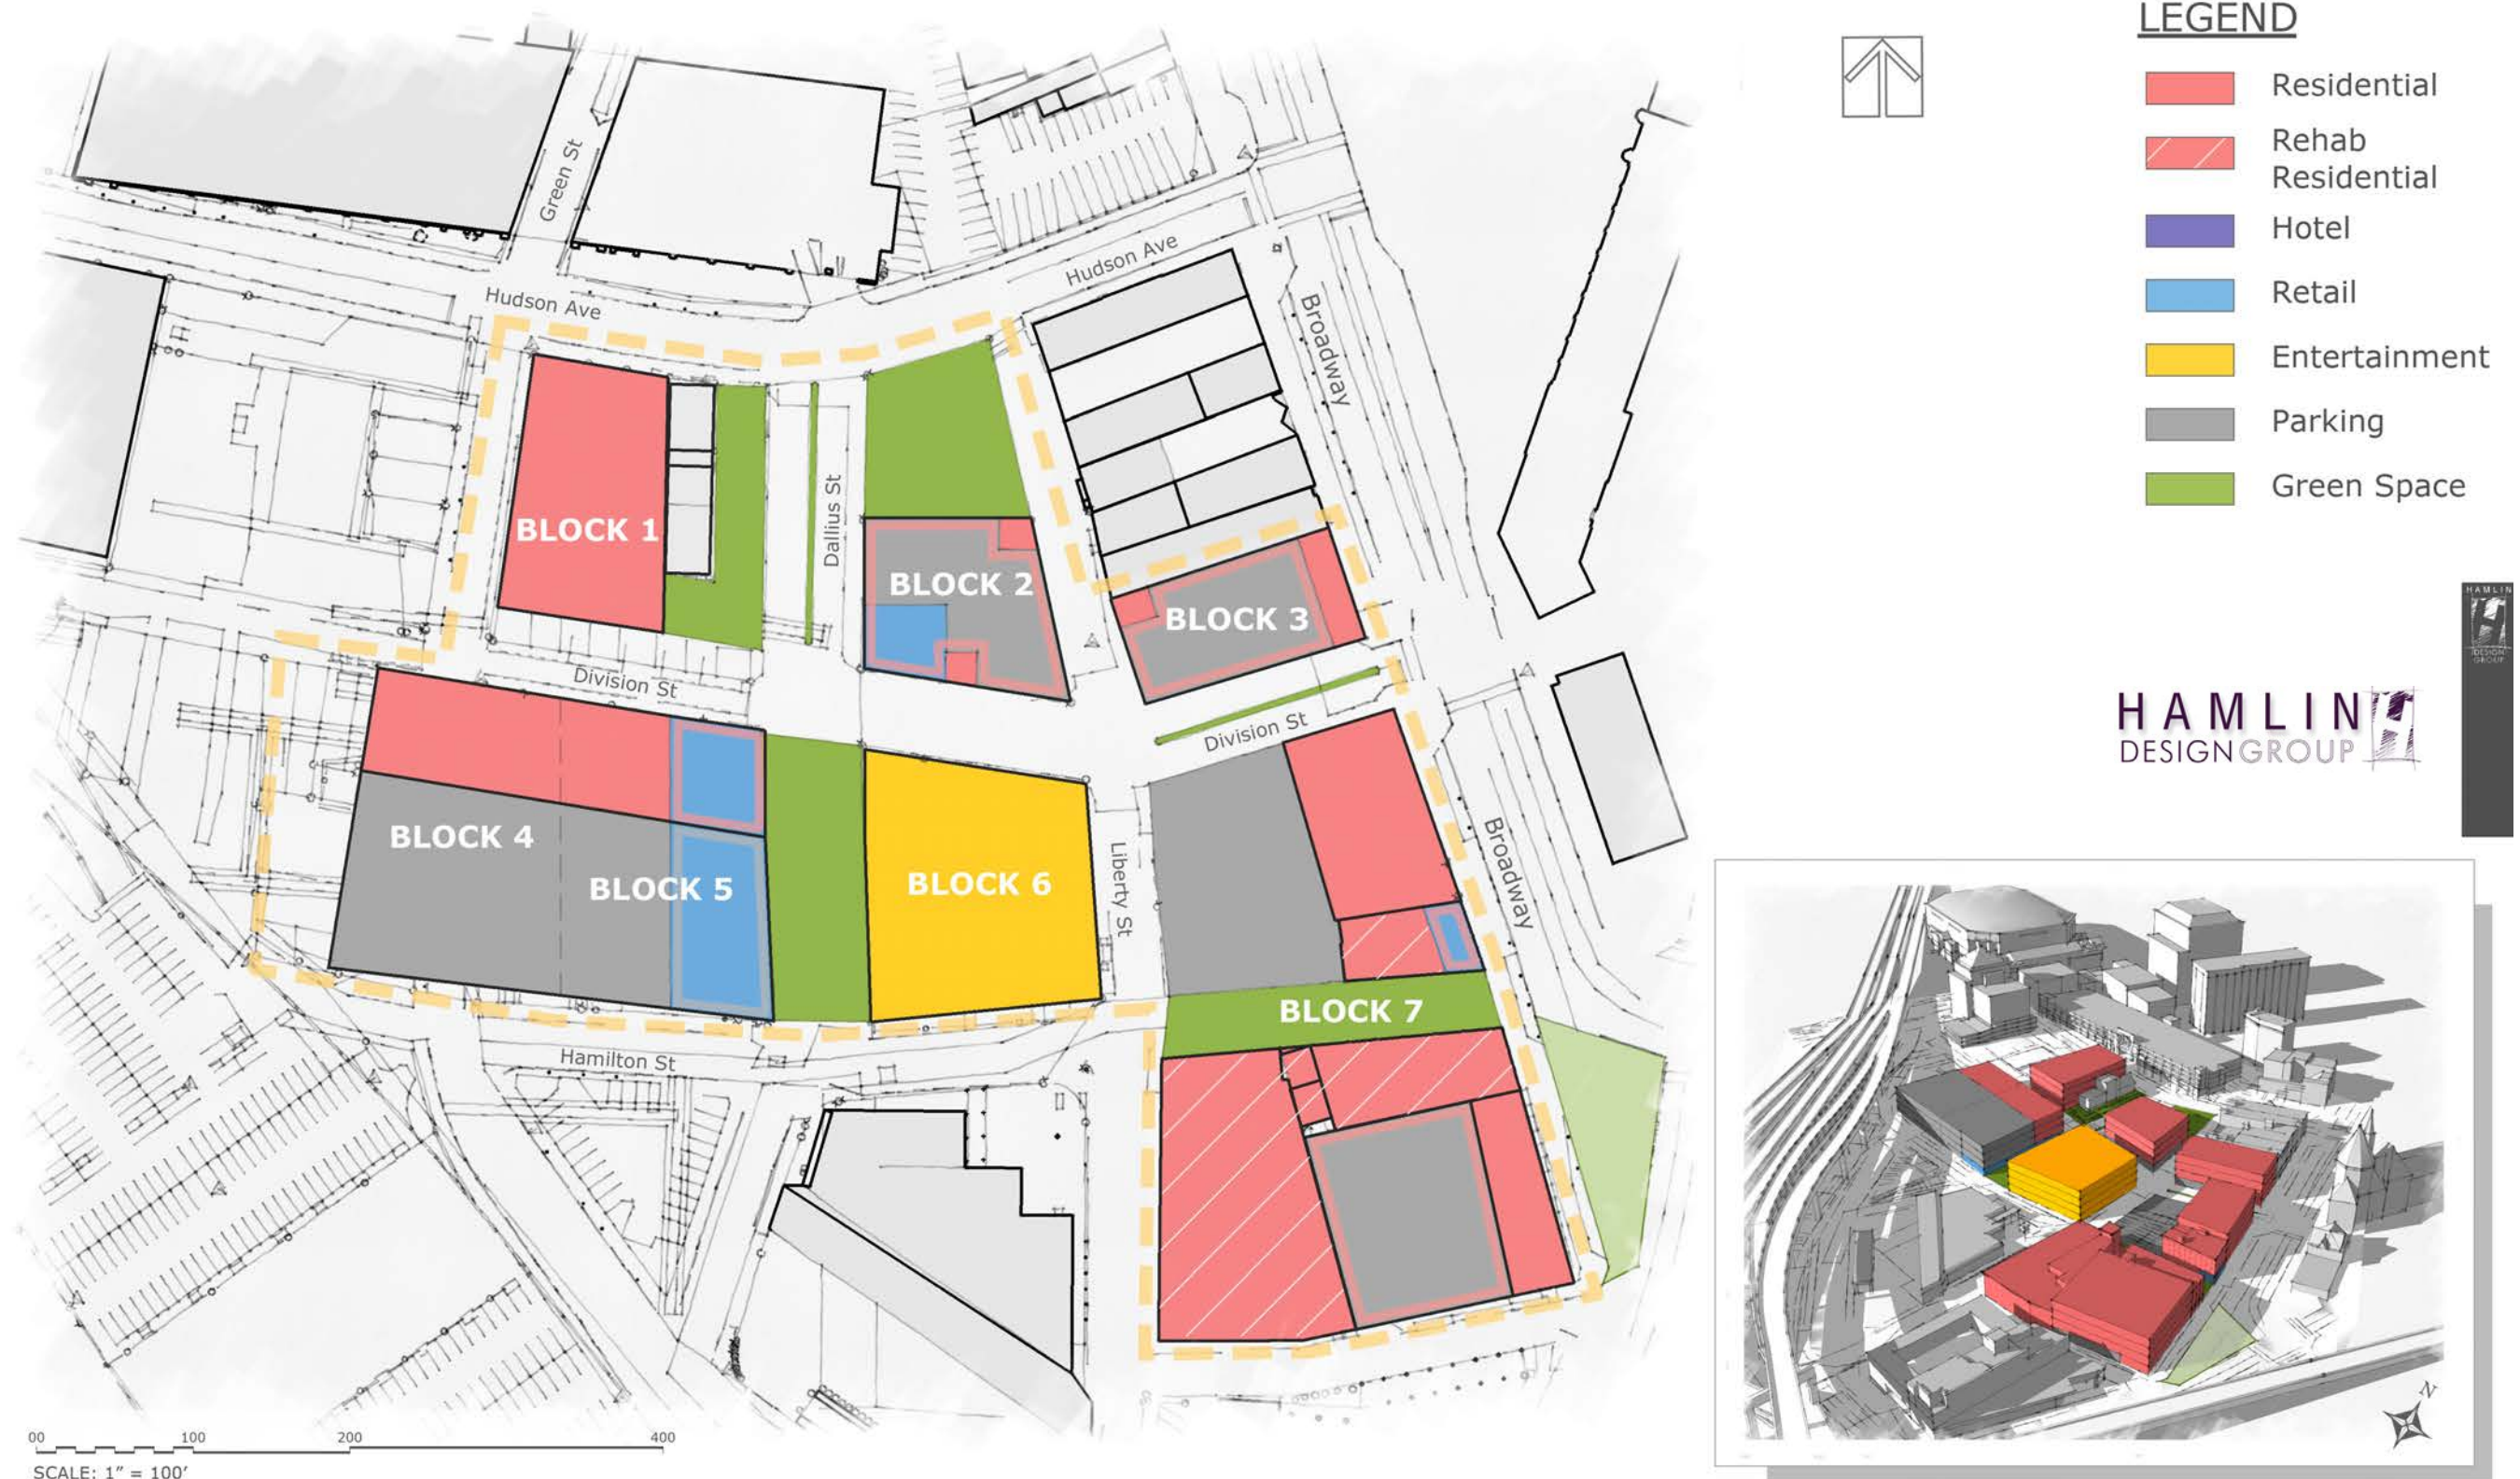 LEGEND
Residential
Rehab
Residential
Hotel
Retail
Entertainment
Parking
Green Space
Green St
Hudson Ave
Hudson Ave
Broadway
BLOCK 1
Dallius St
BLOCK 2
BLOCK 3
Division St
Division St
BLOCK 4
BLOCK 5
BLOCK 6
Liberty St
Broadway
BLOCK 7
Hamilton St
HAMLIN
DESIGN
GROUP
HAMLIN
DESIGNGROUP
N
00 100 200 400
SCALE: 1" = 100'